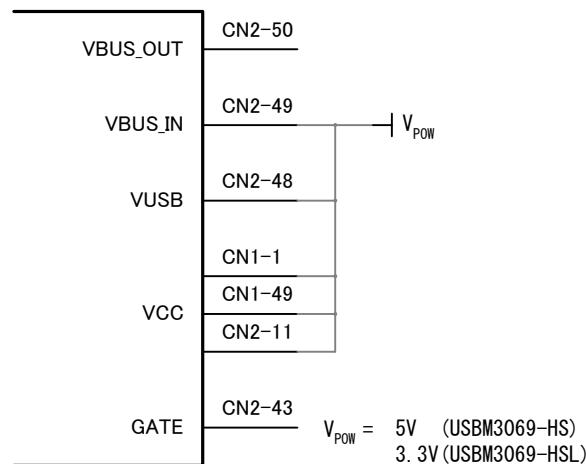 CN2-50
VBUS_OUT
CN2-49
VBUS_IN
V_POW
CN2-48
VUSB
CN1-1
CN1-49
VCC
CN2-11
CN2-43
GATE
V_POW = 5V (USBM3069-HS)
3.3V(USBM3069-HSL)